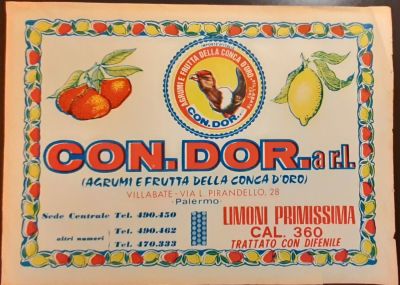 AGRUMI E FRUTTA DELLA CONCA D'ORO
CON.DOR.
CON.DOR. a r.l.
(AGRUMI E FRUTTA DELLA CONCA D'ORO)
VILLABATE - VIA L. PIRANDELLO, 28
-Palermo-
Sede Centrale Tel. 490.450
altri numeri
Tel. 490.462
Tel. 470.333
LIMONI PRIMISSIMA
CAL. 360
TRATTATO CON DIFENILE